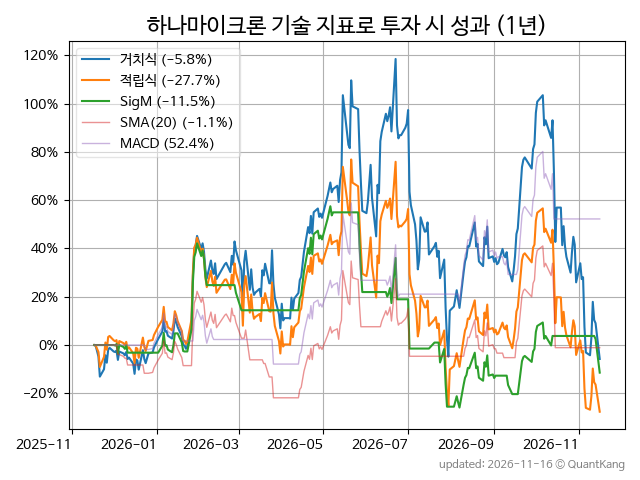 하나마이크론 기술 지표로 투자 시 성과 (1년)
거치식 (−5.8%)
적립식 (−27.7%)
SigM (−11.5%)
SMA(20) (−1.1%)
MACD (52.4%)
120%
100%
80%
60%
40%
20%
0%
−20%
2025-11 2026-01 2026-03 2026-05 2026-07 2026-09 2026-11
updated: 2026-11-16 © QuantKang